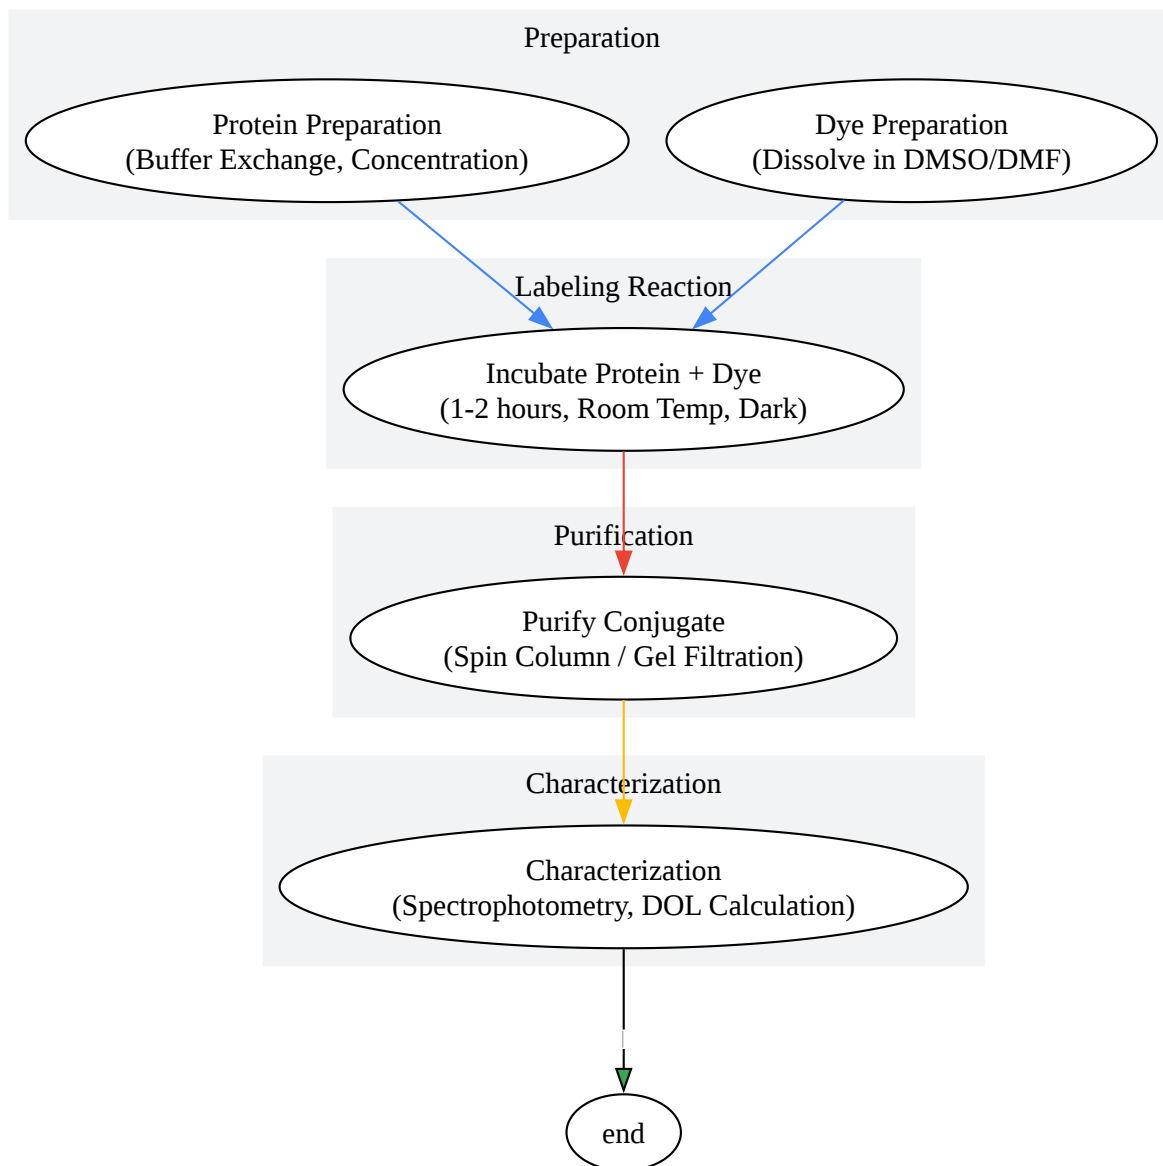 Preparation
Protein Preparation
(Buffer Exchange, Concentration)
Dye Preparation
(Dissolve in DMSO/DMF)
Labeling Reaction
Incubate Protein + Dye
(1-2 hours, Room Temp, Dark)
Purification
Purify Conjugate
(Spin Column / Gel Filtration)
Characterization
Characterization
(Spectrophotometry, DOL Calculation)
end